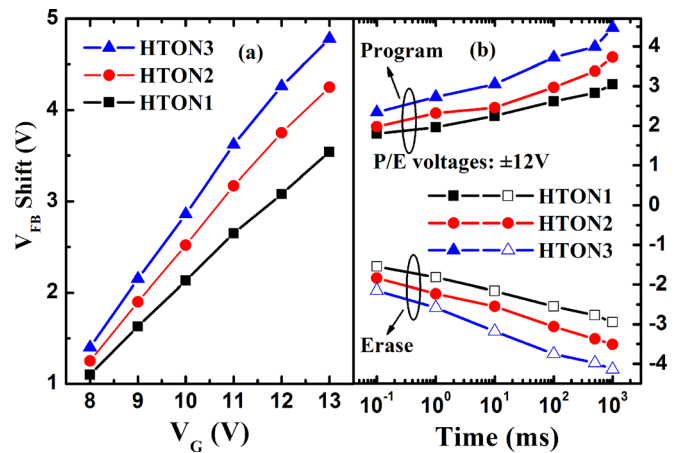 HTON3
HTON2
HTON1
(a)
5
4
3
2
1
V_FB Shift (V)
8 9 10 11 12 13
V_G (V)
Program
(b)
P/E voltages: ±12V
HTON1
HTON2
HTON3
Erase
4
3
2
1
0
-1
-2
-3
-4
10^-1 10^0 10^1 10^2 10^3
Time (ms)